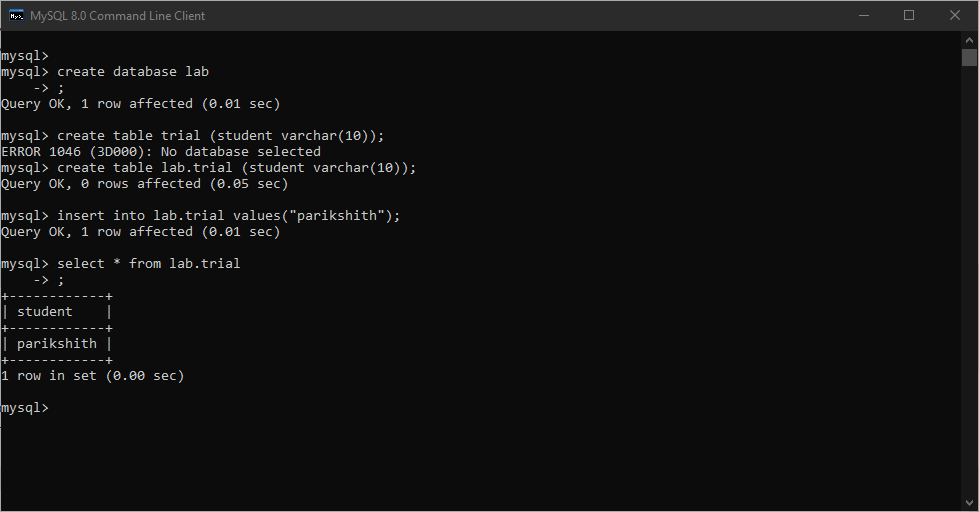 MySQL 8.0 Command Line Client
mysql>
mysql> create database lab
    -> ;
Query OK, 1 row affected (0.01 sec)
mysql> create table trial (student varchar(10));
ERROR 1046 (3D000): No database selected
mysql> create table lab.trial (student varchar(10));
Query OK, 0 rows affected (0.05 sec)
mysql> insert into lab.trial values("parikshith");
Query OK, 1 row affected (0.01 sec)
mysql> select * from lab.trial
    -> ;
+------------+
| student    |
+------------+
| parikshith |
+------------+
1 row in set (0.00 sec)
mysql>